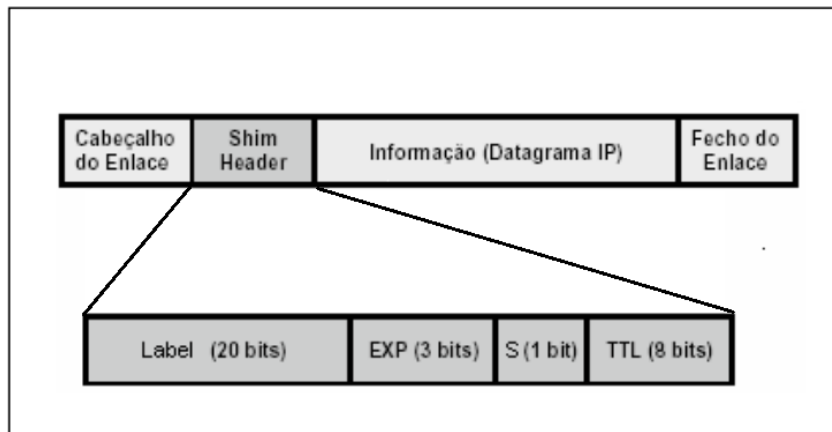 Cabeçalho
do Enlace
Shim
Header
Informação (Datagrama IP)
Fecho do
Enlace
Label (20 bits)
EXP (3 bits)
S (1 bit)
TTL (8 bits)